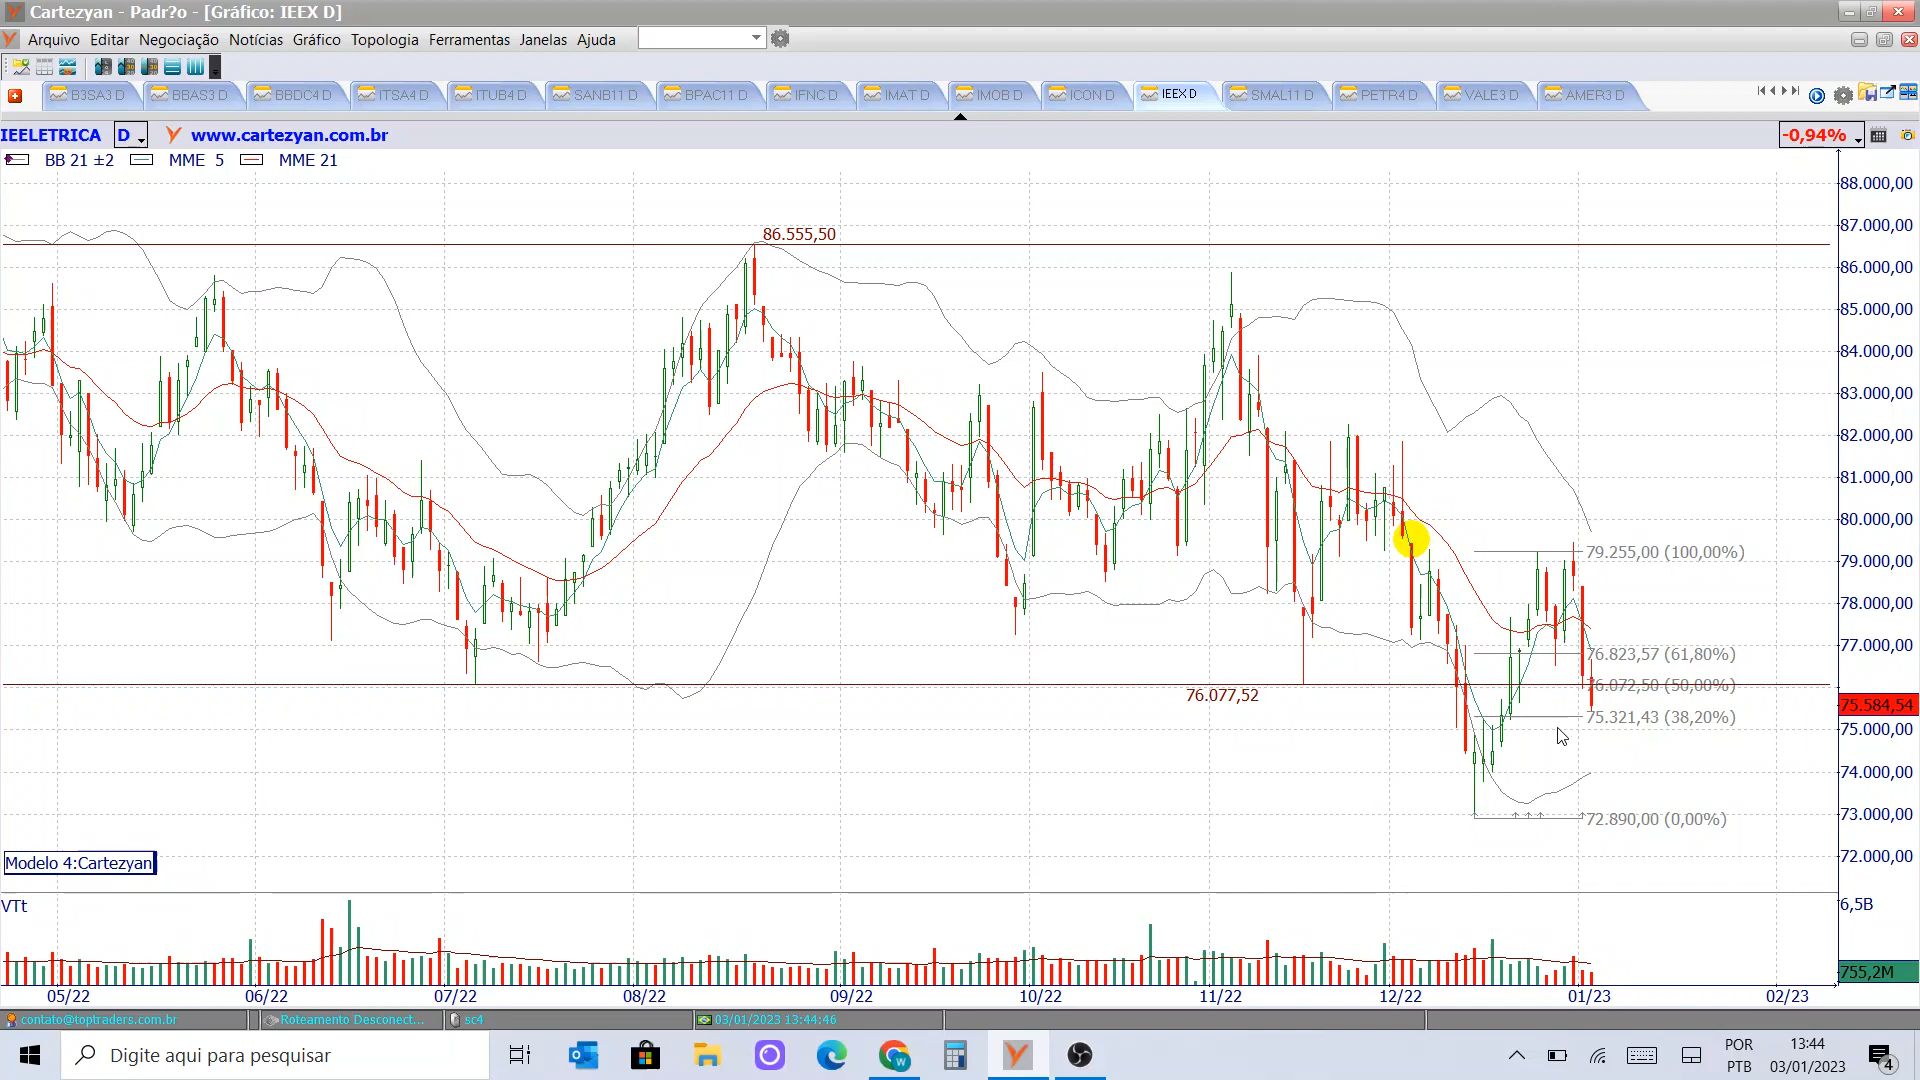 Cartezyan - Padr?o - [Gráfico: IEEX D]
Arquivo Editar Negociação Notícias Gráfico Topologia Ferramentas Janelas Ajuda
B3SA3 D BBAS3 D BBDC4 D ITSA4 D ITUB4 D SANB11 D BPAC11 D IFNC D IMAT D IMOB D ICON D IEEX D SMAL11 D PETR4 D VALE3 D AMER3 D
IEELETRICA D www.cartezyan.com.br -0,94%
BB 21 ±2 MME 5 MME 21
88.000,00
87.000,00
86.555,50
86.000,00
85.000,00
84.000,00
83.000,00
82.000,00
81.000,00
80.000,00
79.255,00 (100,00%)
79.000,00
78.000,00
77.000,00
76.823,57 (61,80%)
76.072,50 (50,00%)
76.077,52
75.584,54
75.321,43 (38,20%)
75.000,00
74.000,00
73.000,00
72.890,00 (0,00%)
72.000,00
Modelo 4:Cartezyan
VTt
6,5B
755,2M
05/22 06/22 07/22 08/22 09/22 10/22 11/22 12/22 01/23 02/23
contato@toptraders.com.br Roteamento Desconect... sc4 03/01/2023 13:44:46
Digite aqui para pesquisar
POR
PTB
13:44
03/01/2023
4